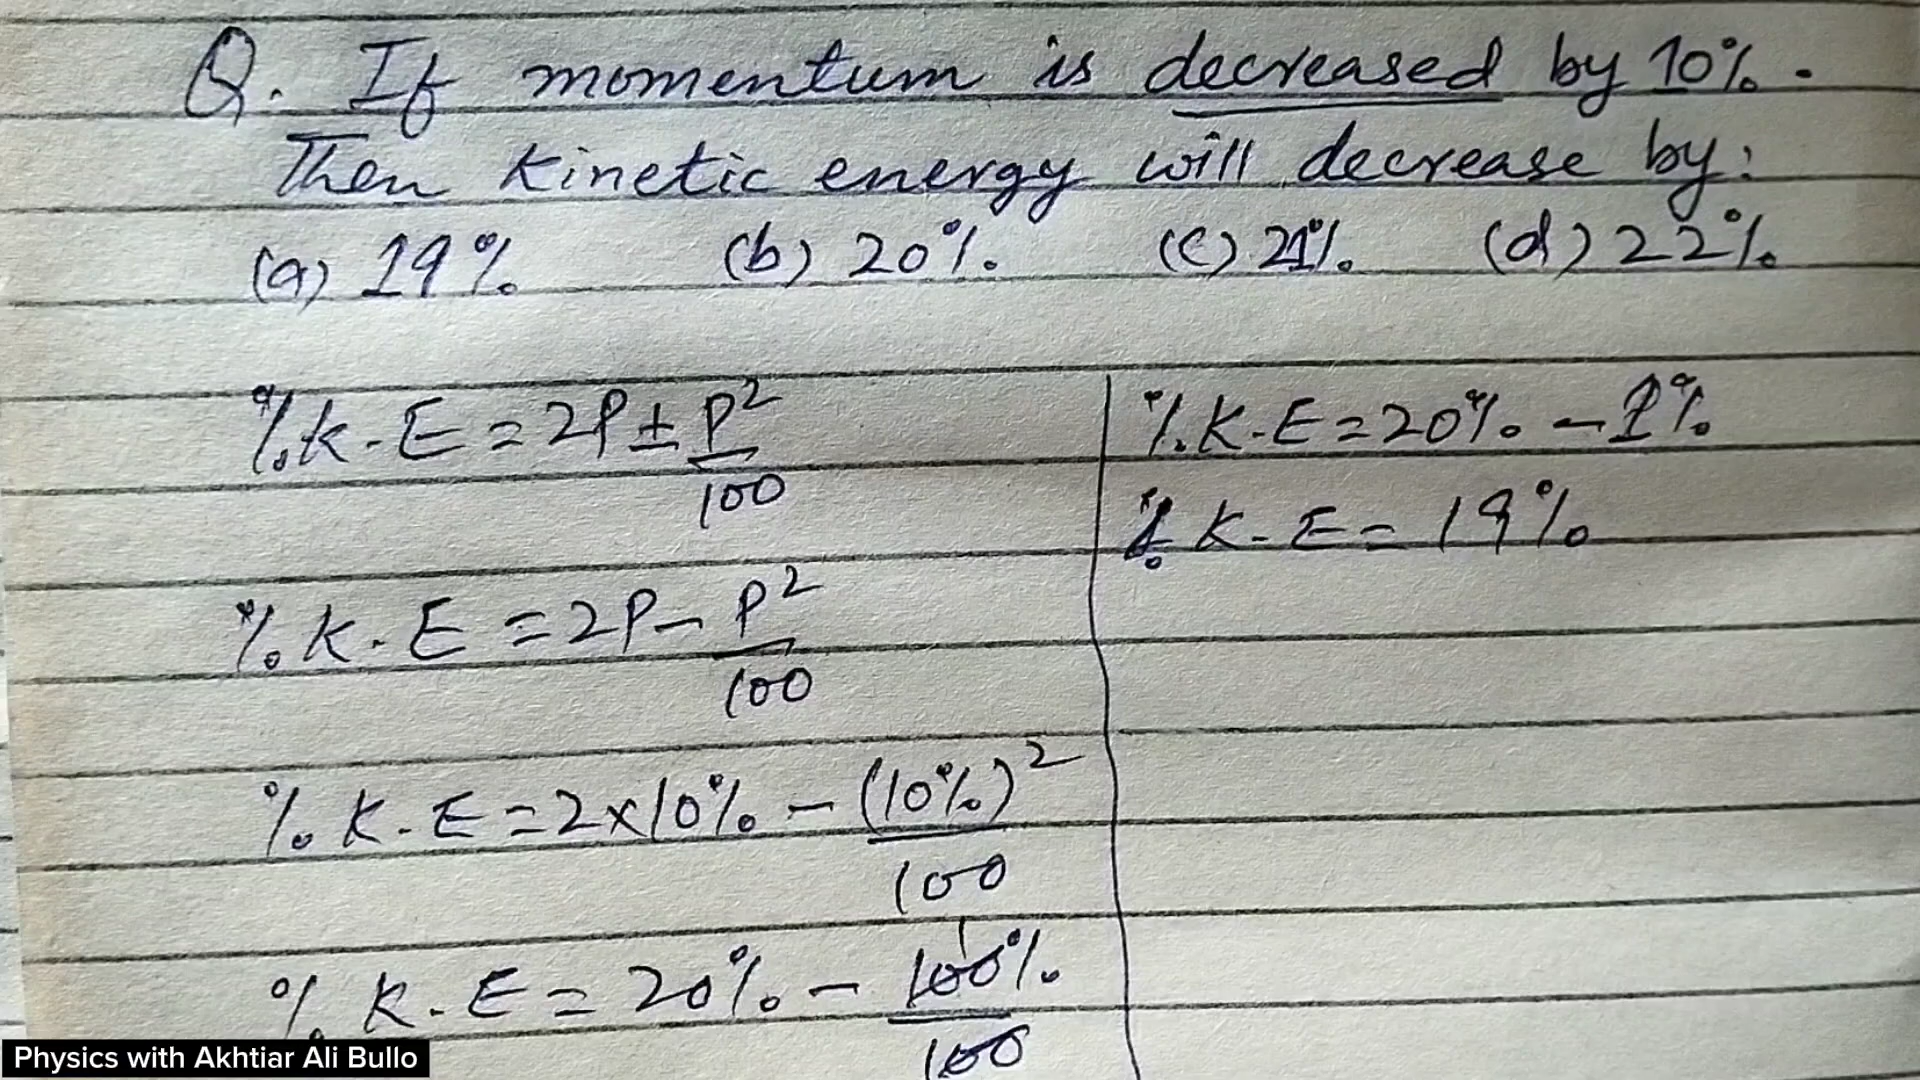 Q. If momentum is decreased by 10%.
Then kinetic energy will decrease by:
(a) 19% (b) 20% (c) 21% (d) 22%
%K.E = 2P ± P²/100
%K.E = 2P - P²/100
%K.E = 2×10% - (10%)²/100
%K.E = 20% - 100%/100
1
%K.E = 20% - 1%
% K.E = 19%
Physics with Akhtiar Ali Bullo